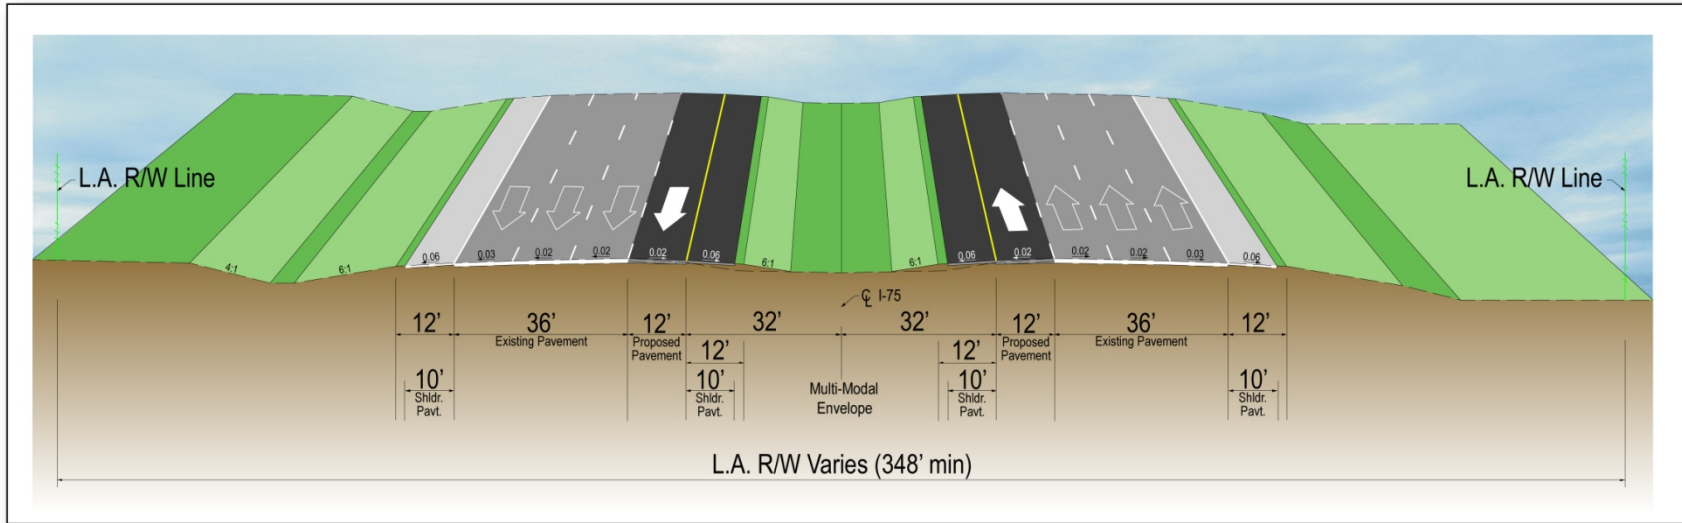 L.A. R/W Line
L.A. R/W Line
4:1
6:1
0.06
0.03
0.02
0.02
0.02
0.06
6:1
6:1
0.06
0.02
0.02
0.02
0.03
0.06
℄ I-75
12’
36’
12’
32’
32’
12’
36’
12’
Existing Pavement
Proposed
Pavement
Proposed
Pavement
Existing Pavement
12’
12’
10’
Shldr.
Pavt.
10’
Shldr.
Pavt.
Multi-Modal
Envelope
10’
Shldr.
Pavt.
10’
Shldr.
Pavt.
L.A. R/W Varies (348’ min)